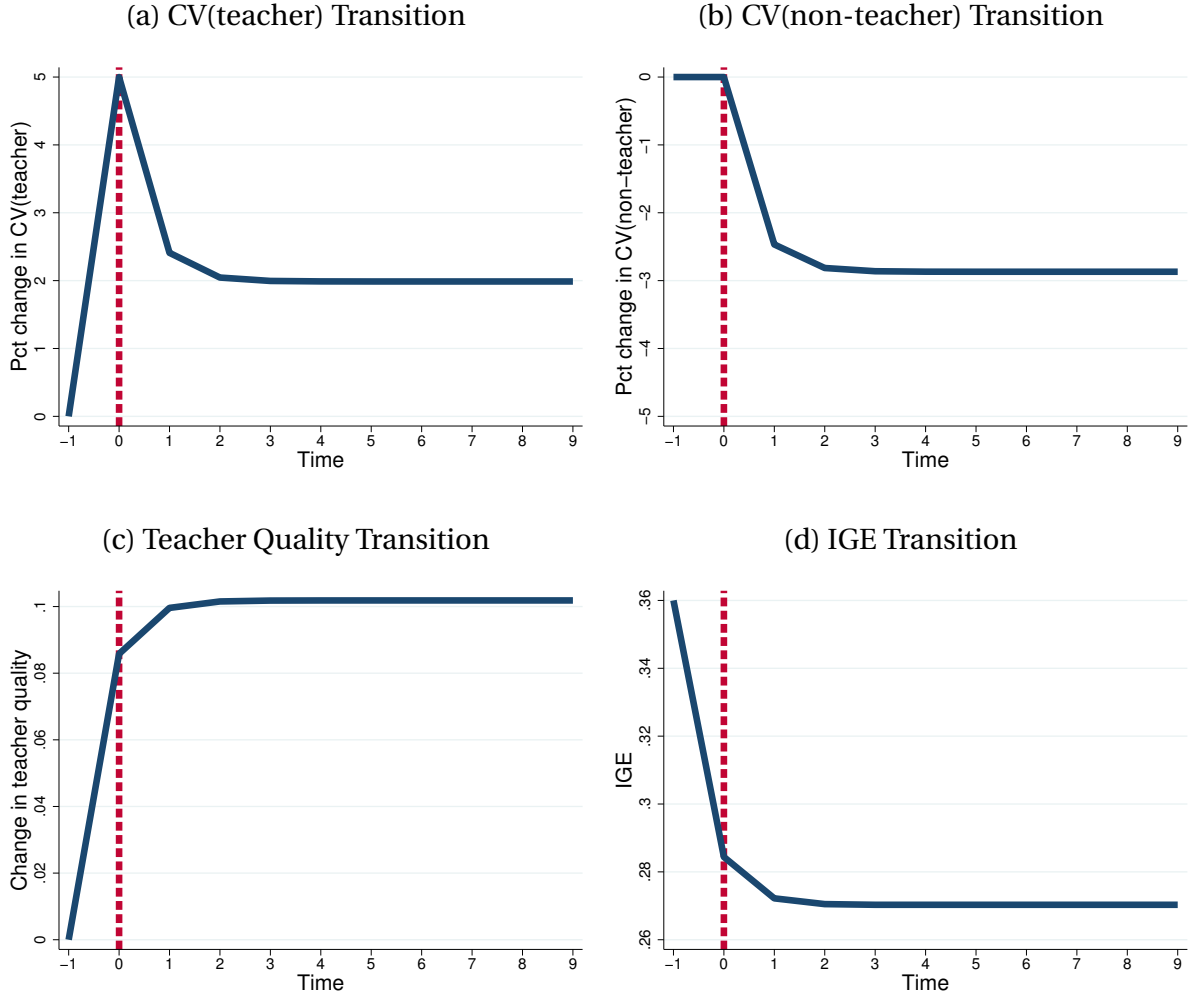 (a) CV(teacher) Transition
Pct change in CV(teacher)
5
4
3
2
1
0
−1 0 1 2 3 4 5 6 7 8 9
Time
(b) CV(non-teacher) Transition
Pct change in CV(non−teacher)
0
−1
−2
−3
−4
−5
−1 0 1 2 3 4 5 6 7 8 9
Time
(c) Teacher Quality Transition
Change in teacher quality
.1
.08
.06
.04
.02
0
−1 0 1 2 3 4 5 6 7 8 9
Time
(d) IGE Transition
IGE
.36
.34
.32
.3
.28
.26
−1 0 1 2 3 4 5 6 7 8 9
Time